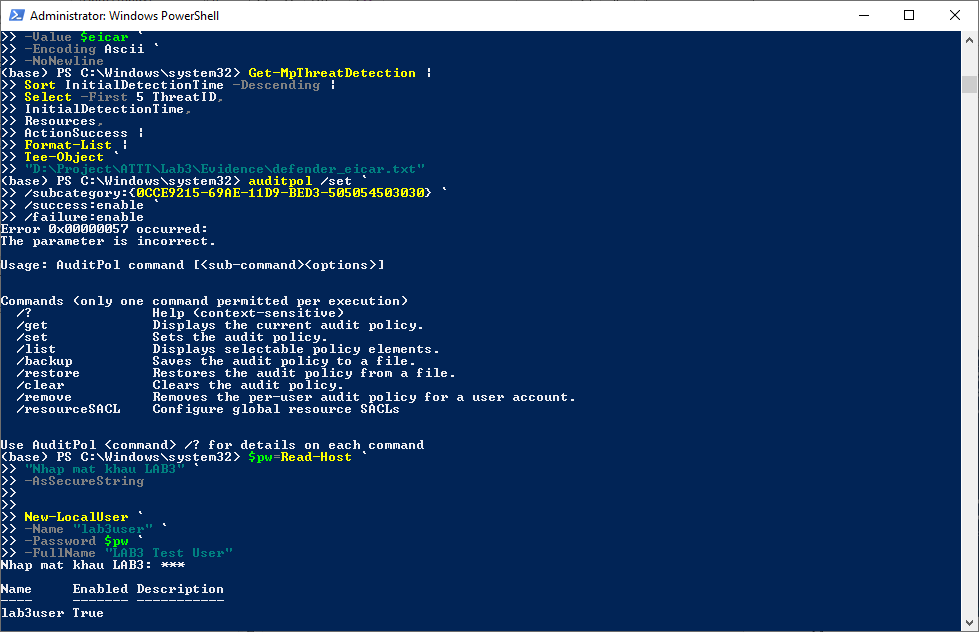 Administrator: Windows PowerShell
>> -Value $eicar `
>> -Encoding Ascii `
>> -NoNewline
(base) PS C:\Windows\system32> Get-MpThreatDetection |
>> Sort InitialDetectionTime -Descending |
>> Select -First 5 ThreatID,
>> InitialDetectionTime,
>> Resources,
>> ActionSuccess |
>> Format-List |
>> Tee-Object `
>> "D:\Project\ATTT\Lab3\Evidence\defender_eicar.txt"
(base) PS C:\Windows\system32> auditpol /set `
>> /subcategory:{0CCE9215-69AE-11D9-BED3-505054503030} `
>> /success:enable `
>> /failure:enable
Error 0x00000057 occurred:
The parameter is incorrect.
Usage: AuditPol command [<sub-command><options>]
Commands (only one command permitted per execution)
/? Help (context-sensitive)
/get Displays the current audit policy.
/set Sets the audit policy.
/list Displays selectable policy elements.
/backup Saves the audit policy to a file.
/restore Restores the audit policy from a file.
/clear Clears the audit policy.
/remove Removes the per-user audit policy for a user account.
/resourceSACL Configure global resource SACLs
Use AuditPol <command> /? for details on each command
(base) PS C:\Windows\system32> $pw=Read-Host `
>> "Nhap mat khau LAB3" `
>> -AsSecureString
>>
>>
>> New-LocalUser `
>> -Name "lab3user" `
>> -Password $pw `
>> -FullName "LAB3 Test User"
Nhap mat khau LAB3: ***
Name Enabled Description
---- ------- -----------
lab3user True